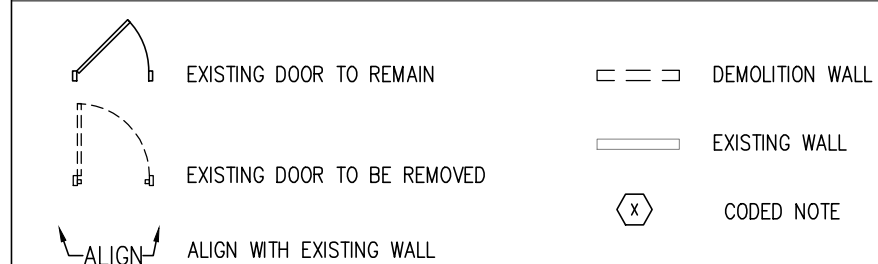 EXISTING DOOR TO REMAIN
EXISTING DOOR TO BE REMOVED
ALIGN ALIGN WITH EXISTING WALL
DEMOLITION WALL
EXISTING WALL
X CODED NOTE